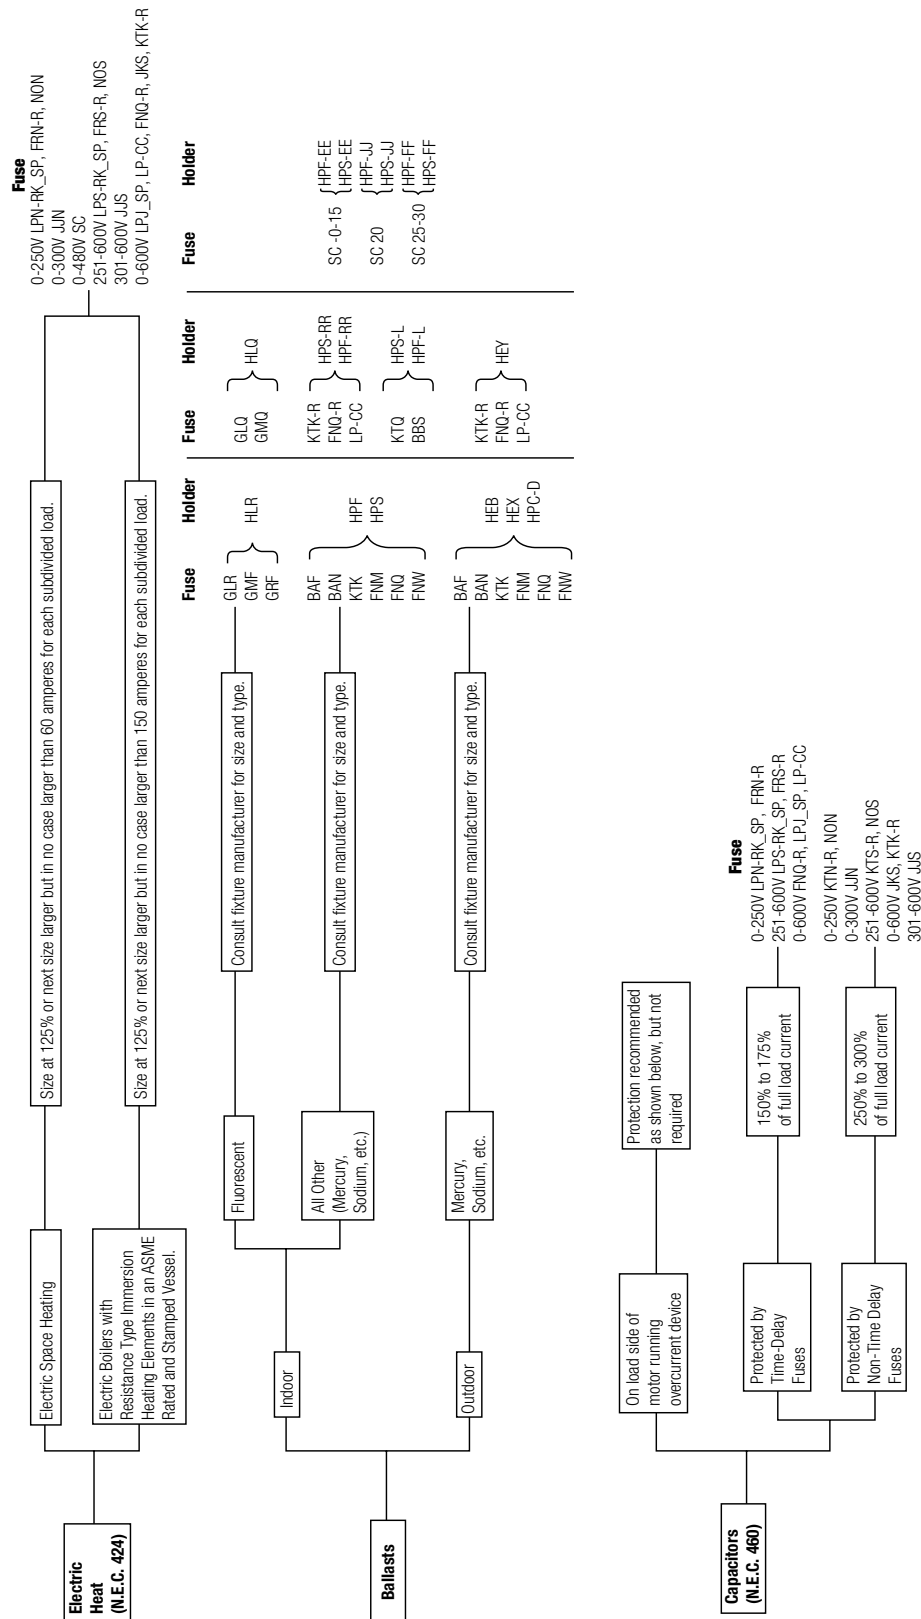 Electric
Heat
(N.E.C. 424)
Electric Space Heating
Size at 125% or next size larger but in no case larger than 60 amperes for each subdivided load.
Electric Boilers with
Resistance Type Immersion
Heating Elements in an ASME
Rated and Stamped Vessel.
Size at 125% or next size larger but in no case larger than 150 amperes for each subdivided load.
Fuse
0-250V LPN-RK_SP, FRN-R, NON
0-300V JJN
0-480V SC
251-600V LPS-RK_SP, FRS-R, NOS
301-600V JJS
0-600V LPJ_SP, LP-CC, FNQ-R, JKS, KTK-R
Fuse Holder Fuse Holder Fuse Holder
Ballasts
Indoor
Fluorescent
Consult fixture manufacturer for size and type.
GLR
GMF
GRF
HLR
GLQ
GMQ
HLQ
All Other
(Mercury,
Sodium, etc.)
Consult fixture manufacturer for size and type.
BAF
BAN
KTK
FNM
FNQ
FNW
HPF
HPS
KTK-R
FNQ-R
LP-CC
HPS-RR
HPF-RR
KTQ
BBS
HPS-L
HPF-L
SC -0-15
HPF-EE
HPS-EE
SC 20
HPF-JJ
HPS-JJ
SC 25-30
HPF-FF
HPS-FF
Outdoor
Mercury,
Sodium, etc.
Consult fixture manufacturer for size and type.
BAF
BAN
KTK
FNM
FNQ
FNW
HEB
HEX
HPC-D
KTK-R
FNQ-R
LP-CC
HEY
Capacitors
(N.E.C. 460)
On load side of
motor running
overcurrent device
Protection recommended
as shown below, but not
required
Protected by
Time-Delay
Fuses
150% to 175%
of full load current
Fuse
0-250V LPN-RK_SP, FRN-R
251-600V LPS-RK_SP, FRS-R
0-600V FNQ-R, LPJ_SP, LP-CC
Protected by
Non-Time Delay
Fuses
250% to 300%
of full load current
0-250V KTN-R, NON
0-300V JJN
251-600V KTS-R, NOS
0-600V JKS, KTK-R
301-600V JJS